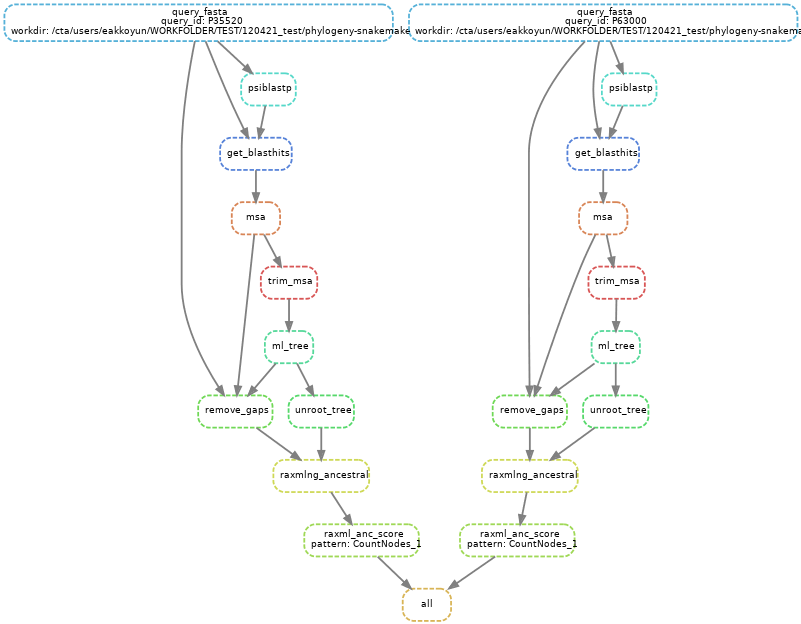 query_fasta
query_id: P35520
workdir: /cta/users/eakkoyun/WORKFOLDER/TEST/120421_test/phylogeny-snakemake
query_fasta
query_id: P63000
workdir: /cta/users/eakkoyun/WORKFOLDER/TEST/120421_test/phylogeny-snakema
psiblastp
psiblastp
get_blasthits
get_blasthits
msa
msa
trim_msa
trim_msa
ml_tree
ml_tree
remove_gaps
unroot_tree
remove_gaps
unroot_tree
raxmlng_ancestral
raxmlng_ancestral
raxml_anc_score
pattern: CountNodes_1
raxml_anc_score
pattern: CountNodes_1
all